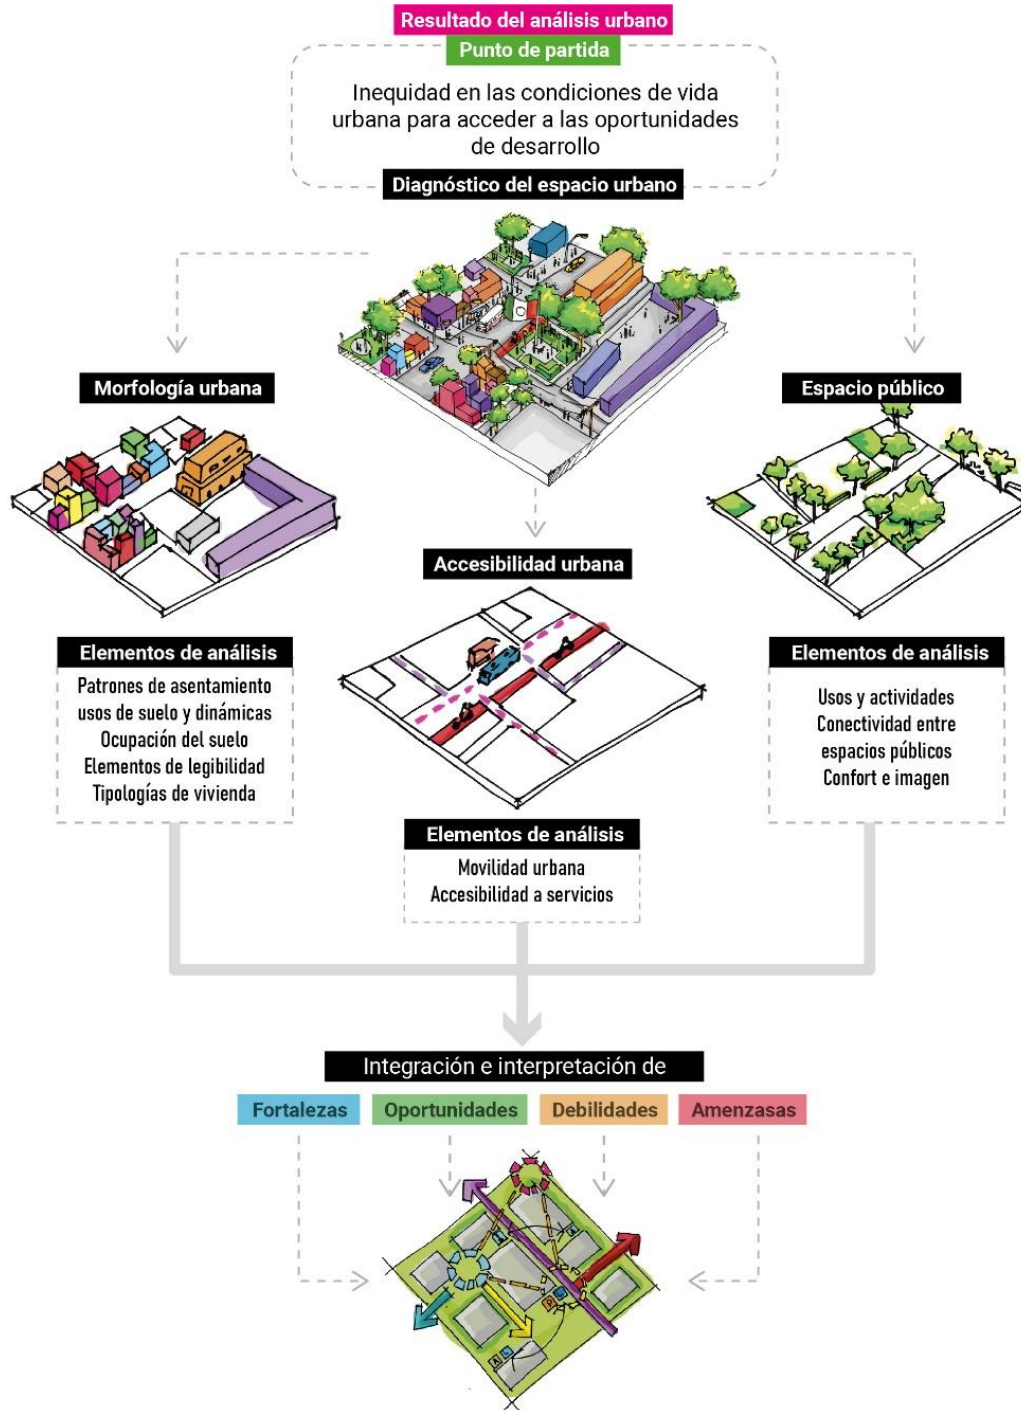 Resultado del análisis urbano
Punto de partida
Inequidad en las condiciones de vida
urbana para acceder a las oportunidades
de desarrollo
Diagnóstico del espacio urbano
Morfología urbana
Espacio público
Accesibilidad urbana
Elementos de análisis
Patrones de asentamiento
usos de suelo y dinámicas
Ocupación del suelo
Elementos de legibilidad
Tipologías de vivienda
Elementos de análisis
Movilidad urbana
Accesibilidad a servicios
Elementos de análisis
Usos y actividades
Conectividad entre
espacios públicos
Confort e imagen
Integración e interpretación de
Fortalezas
Oportunidades
Debilidades
Amenzasas